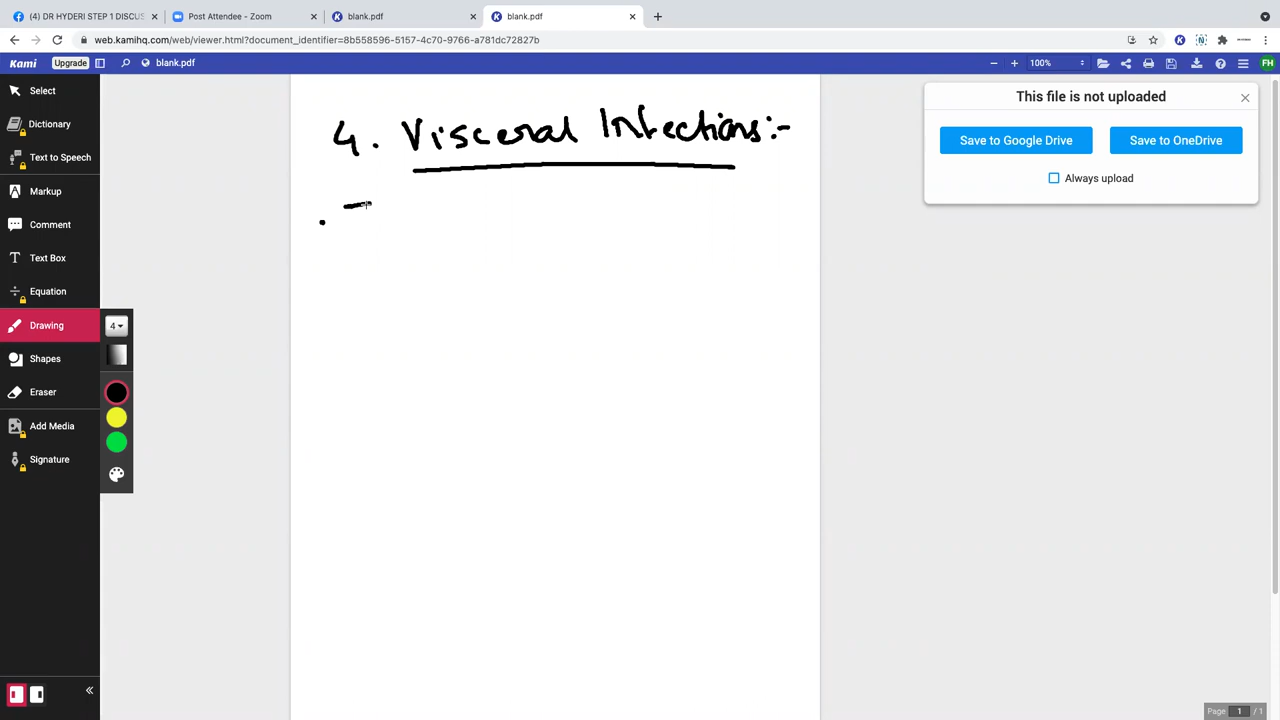 (4) DR HYDERI STEP 1 DISCUS
Post Attendee - Zoom
blank.pdf
blank.pdf
web.kamihq.com/web/viewer.html?document_identifier=8b558596-5157-4c70-9766-a781dc72827b
Kami
Upgrade
blank.pdf
100%
FH
Select
Dictionary
Text to Speech
Markup
Comment
Text Box
Equation
Drawing
Shapes
Eraser
Add Media
Signature
4
4. Visceral Infections:-
This file is not uploaded
Save to Google Drive
Save to OneDrive
Always upload
Page 1 / 1